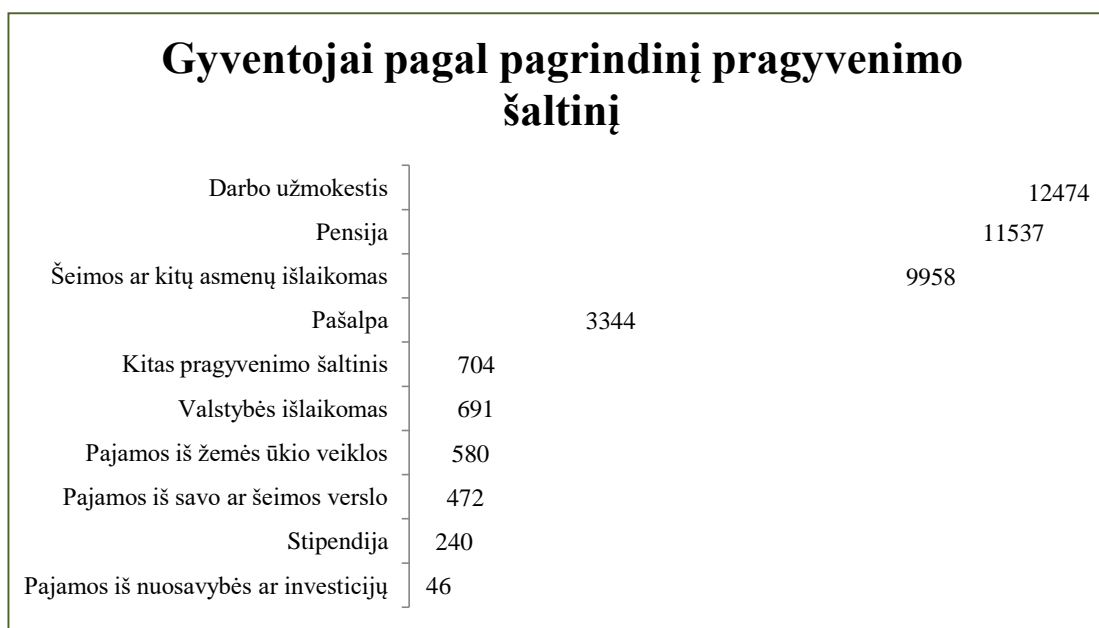 Gyventojai pagal pagrindinį pragyvenimo
šaltinį
Darbo užmokestis 12474
Pensija 11537
Šeimos ar kitų asmenų išlaikomas 9958
Pašalpa 3344
Kitas pragyvenimo šaltinis 704
Valstybės išlaikomas 691
Pajamos iš žemės ūkio veiklos 580
Pajamos iš savo ar šeimos verslo 472
Stipendija 240
Pajamos iš nuosavybės ar investicijų 46